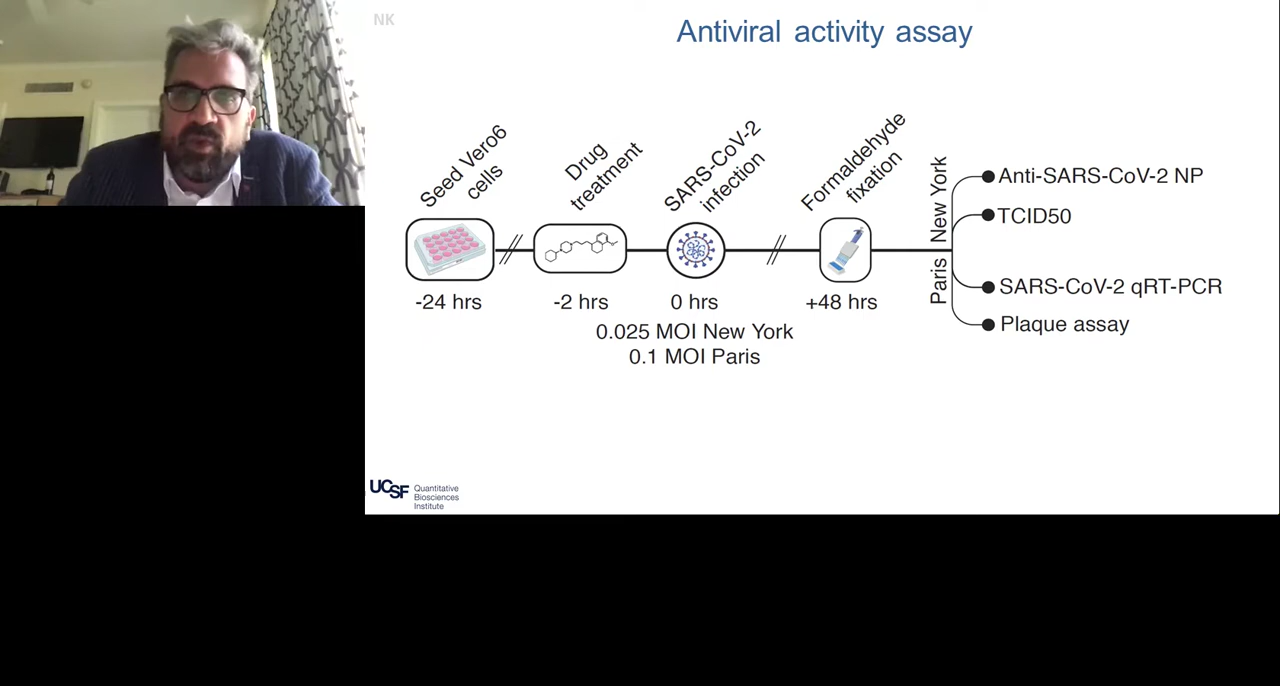 NK
Antiviral activity assay
Seed Vero6
cells
Drug
treatment
SARS-CoV-2
infection
Formaldehyde
fixation
Paris New York
Anti-SARS-CoV-2 NP
TCID50
SARS-CoV-2 qRT-PCR
Plaque assay
-24 hrs
-2 hrs
0 hrs
+48 hrs
0.025 MOI New York
0.1 MOI Paris
UCSF
Quantitative
Biosciences
Institute